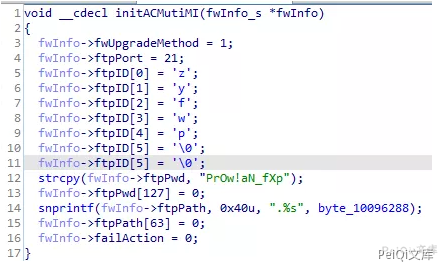 1 void __cdecl initACMutiMI(fwInfo_s *fwInfo)
2 {
3 fwInfo->fwUpgradeMethod = 1;
4 fwInfo->ftpPort = 21;
5 fwInfo->ftpID[0] = 'z';
6 fwInfo->ftpID[1] = 'y';
7 fwInfo->ftpID[2] = 'f';
8 fwInfo->ftpID[3] = 'w';
9 fwInfo->ftpID[4] = 'p';
10 fwInfo->ftpID[5] = '\0';
11 fwInfo->ftpID[5] = '\0';
12 strcpy(fwInfo->ftpPwd, "PrOw!aN_fXp");
13 fwInfo->ftpPwd[127] = 0;
14 snprintf(fwInfo->ftpPath, 0x40u, ".%s", byte_10096288);
15 fwInfo->ftpPath[63] = 0;
16 fwInfo->failAction = 0;
17 }
PeiQi文库